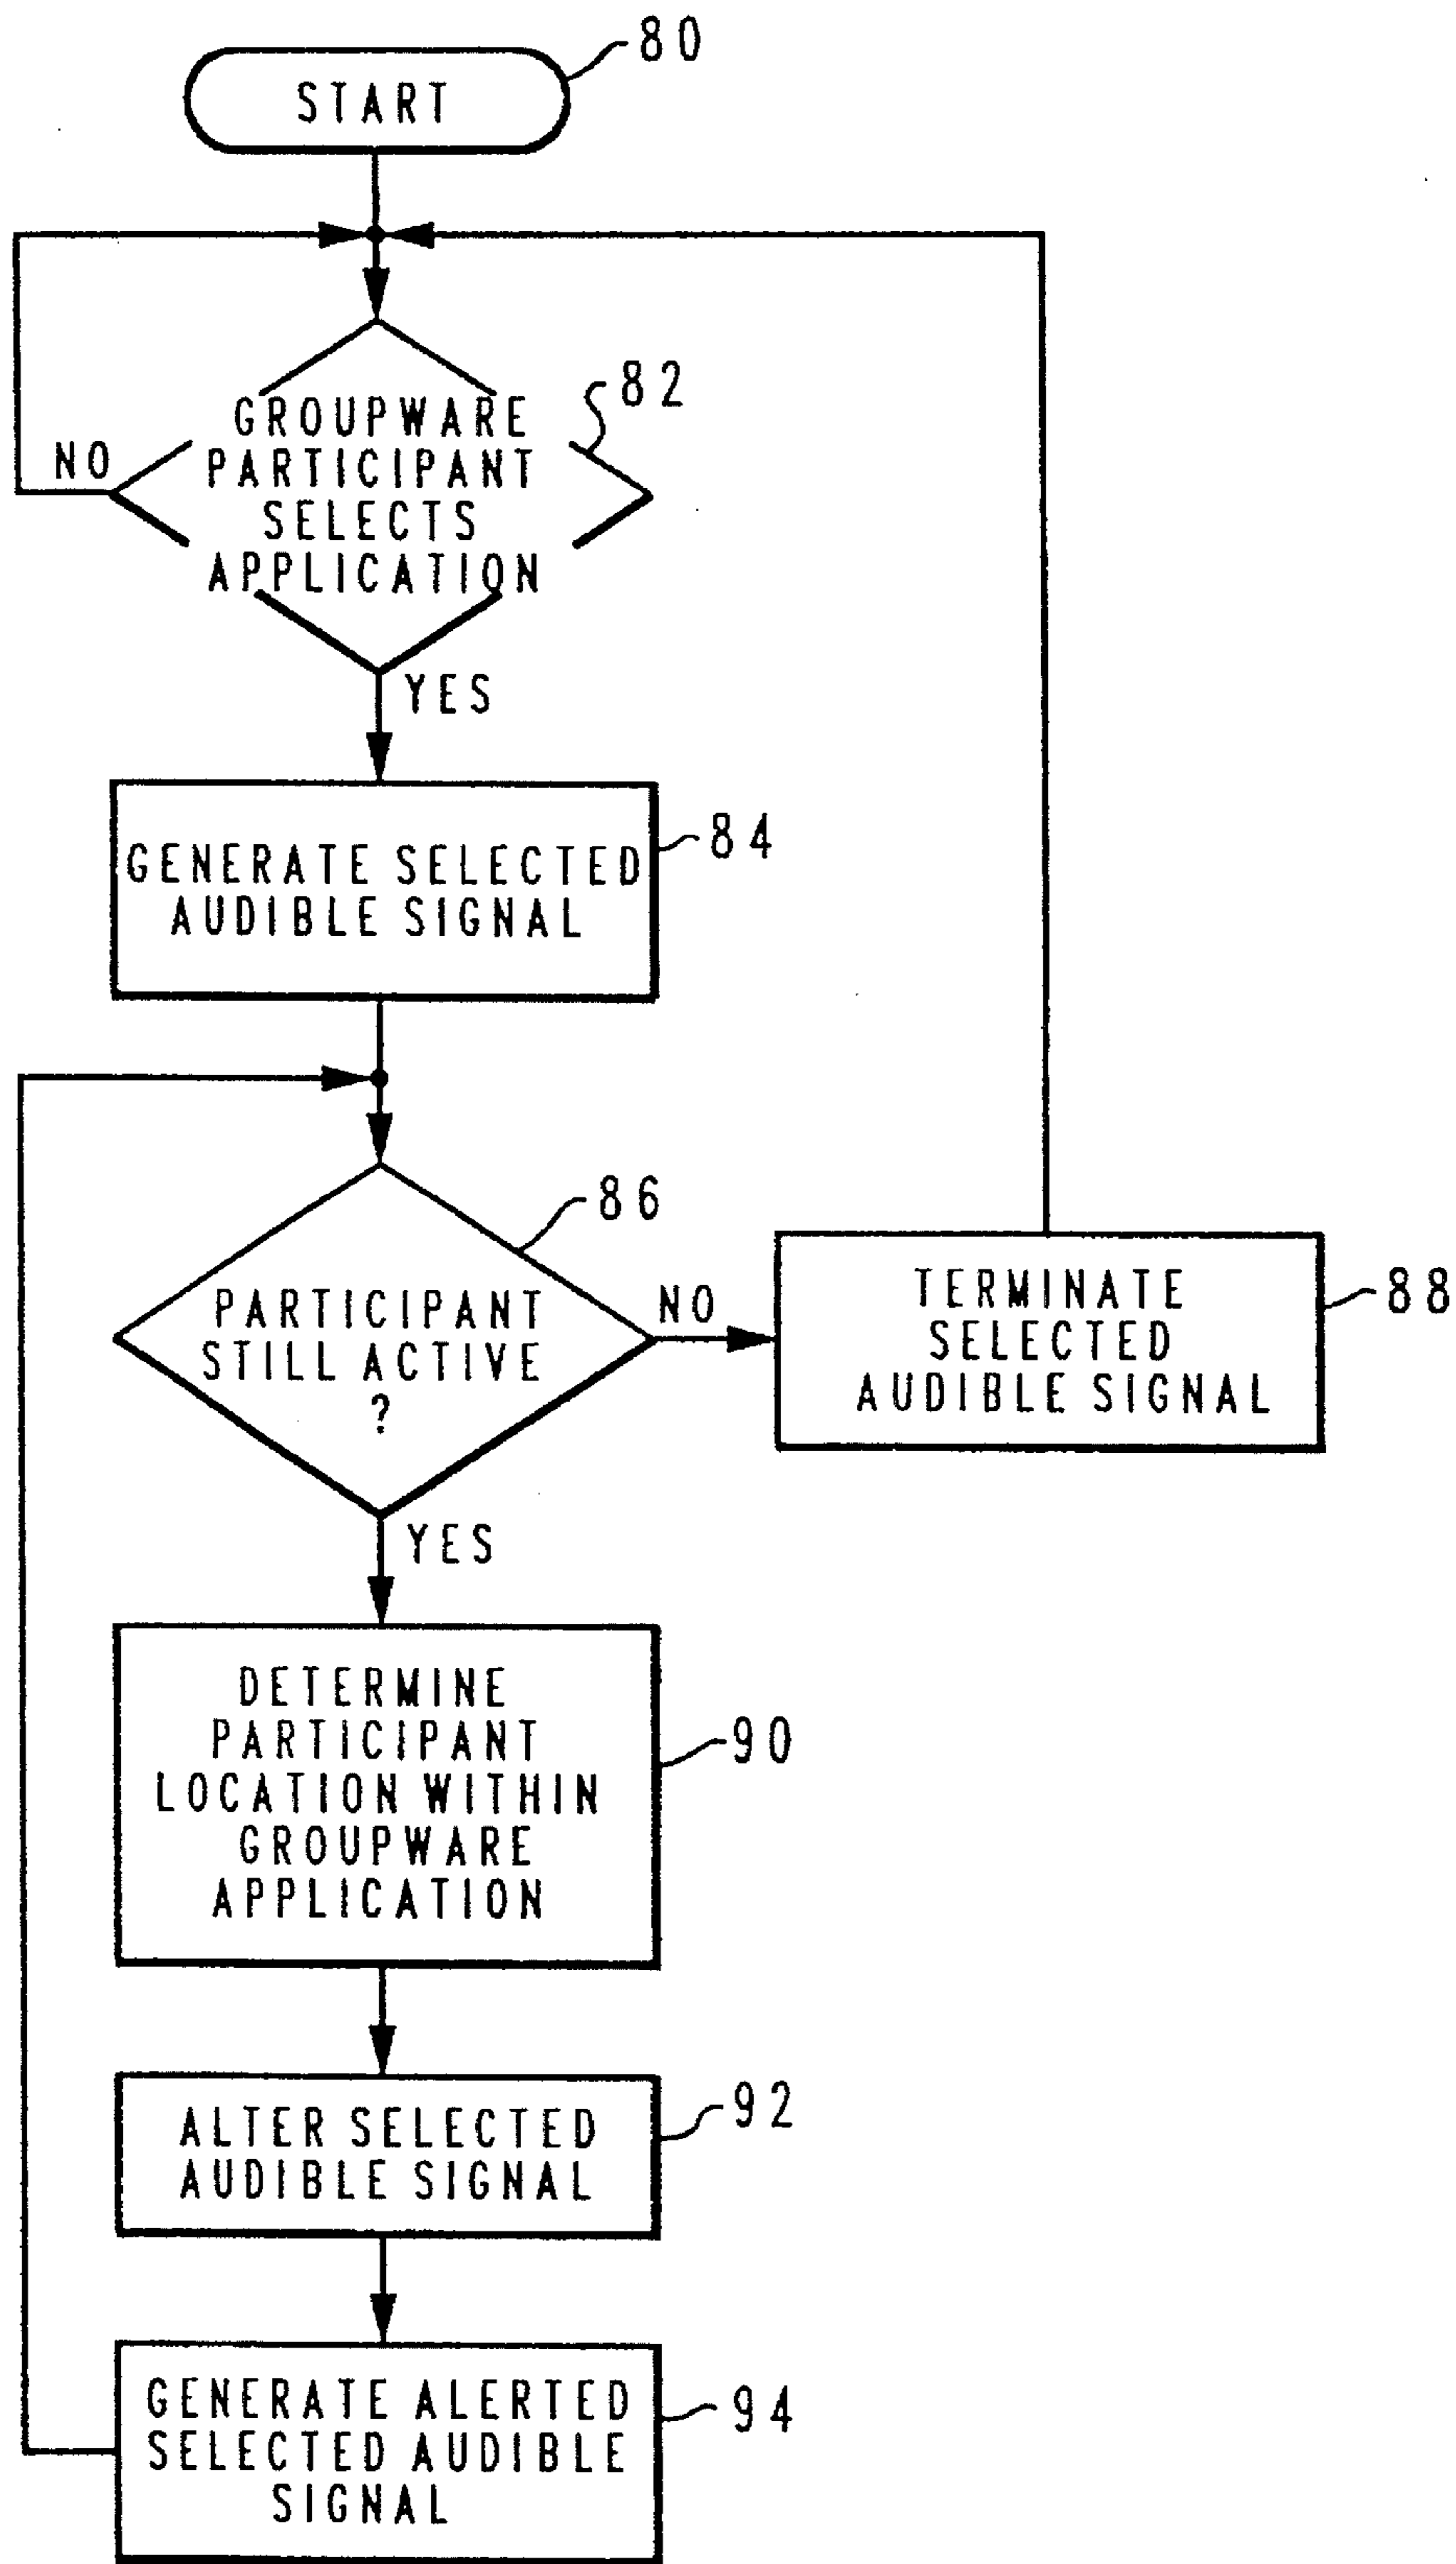 80
START
82
GROUPWARE
PARTICIPANT
SELECTS
APPLICATION
NO
YES
84
GENERATE SELECTED
AUDIBLE SIGNAL
86
PARTICIPANT
STILL ACTIVE
?
NO
88
TERMINATE
SELECTED
AUDIBLE SIGNAL
YES
90
DETERMINE
PARTICIPANT
LOCATION WITHIN
GROUPWARE
APPLICATION
92
ALTER SELECTED
AUDIBLE SIGNAL
94
GENERATE ALERTED
SELECTED AUDIBLE
SIGNAL